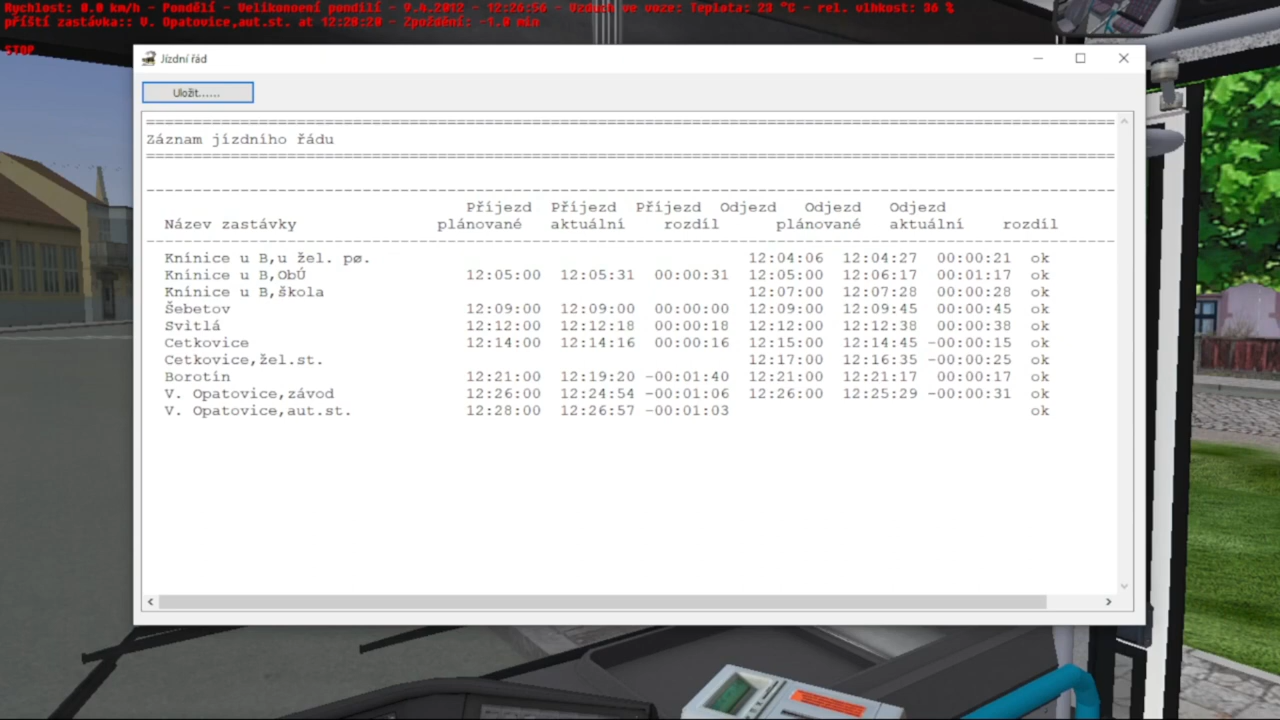 Rychlost: 0.0 km/h - Pondělí - Velikonoení pondilí - 9.4.2012 - 12:26:56 - Vzduch ve voze: Teplota: 23 °C - rel. vlhkost: 36 %
příští zastávka:: V. Opatovice,aut.st. at 12:28:20 - Zpoždění: -1.0 min
STOP
Jízdní řád
Uložit......
Záznam jízdního řádu
Příjezd Příjezd Příjezd Odjezd Odjezd Odjezd
Název zastávky plánované aktuální rozdíl plánované aktuální rozdíl
Knínice u B,u žel. pø. 12:04:06 12:04:27 00:00:21 ok
Knínice u B,ObÚ 12:05:00 12:05:31 00:00:31 12:05:00 12:06:17 00:01:17 ok
Knínice u B,škola 12:07:00 12:07:28 00:00:28 ok
Šebetov 12:09:00 12:09:00 00:00:00 12:09:00 12:09:45 00:00:45 ok
Svìtlá 12:12:00 12:12:18 00:00:18 12:12:00 12:12:38 00:00:38 ok
Cetkovice 12:14:00 12:14:16 00:00:16 12:15:00 12:14:45 -00:00:15 ok
Cetkovice,žel.st. 12:17:00 12:16:35 -00:00:25 ok
Borotín 12:21:00 12:19:20 -00:01:40 12:21:00 12:21:17 00:00:17 ok
V. Opatovice,závod 12:26:00 12:24:54 -00:01:06 12:26:00 12:25:29 -00:00:31 ok
V. Opatovice,aut.st. 12:28:00 12:26:57 -00:01:03 ok